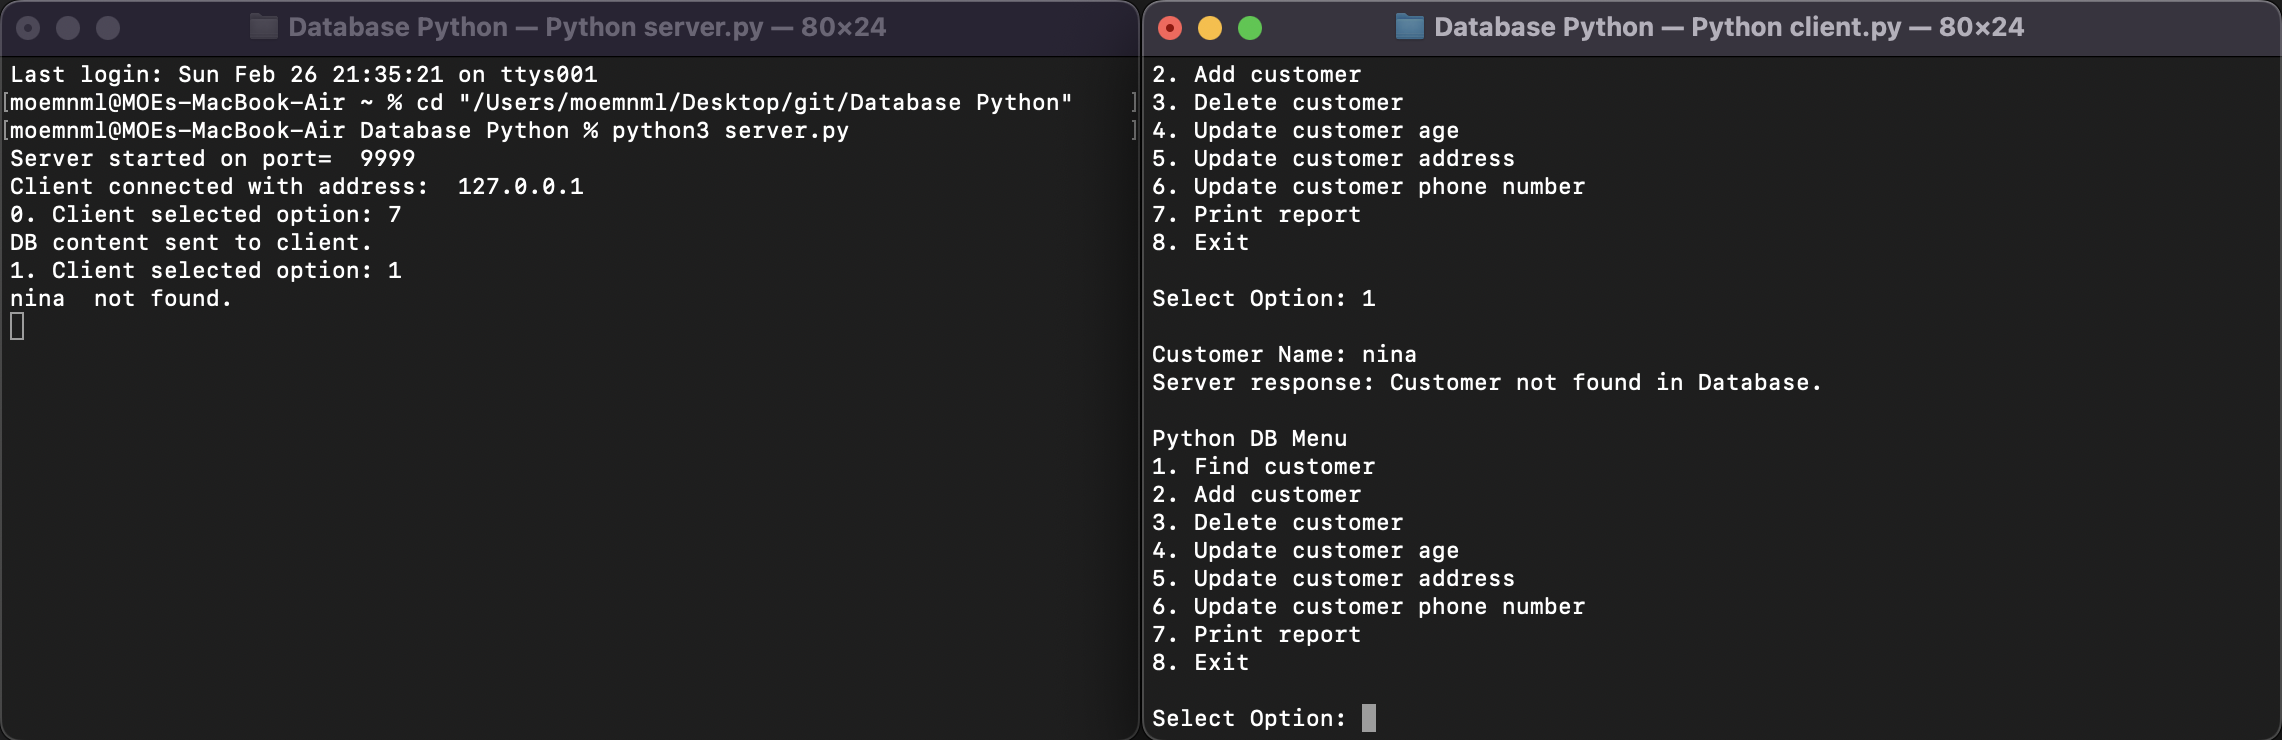 Database Python — Python server.py — 80×24
Last login: Sun Feb 26 21:35:21 on ttys001
[moemnml@MOEs-MacBook-Air ~ % cd "/Users/moemnml/Desktop/git/Database Python" ]
[moemnml@MOEs-MacBook-Air Database Python % python3 server.py ]
Server started on port=  9999
Client connected with address:  127.0.0.1
0. Client selected option: 7
DB content sent to client.
1. Client selected option: 1
nina  not found.
Database Python — Python client.py — 80×24
2. Add customer
3. Delete customer
4. Update customer age
5. Update customer address
6. Update customer phone number
7. Print report
8. Exit
Select Option: 1
Customer Name: nina
Server response: Customer not found in Database.
Python DB Menu
1. Find customer
2. Add customer
3. Delete customer
4. Update customer age
5. Update customer address
6. Update customer phone number
7. Print report
8. Exit
Select Option: